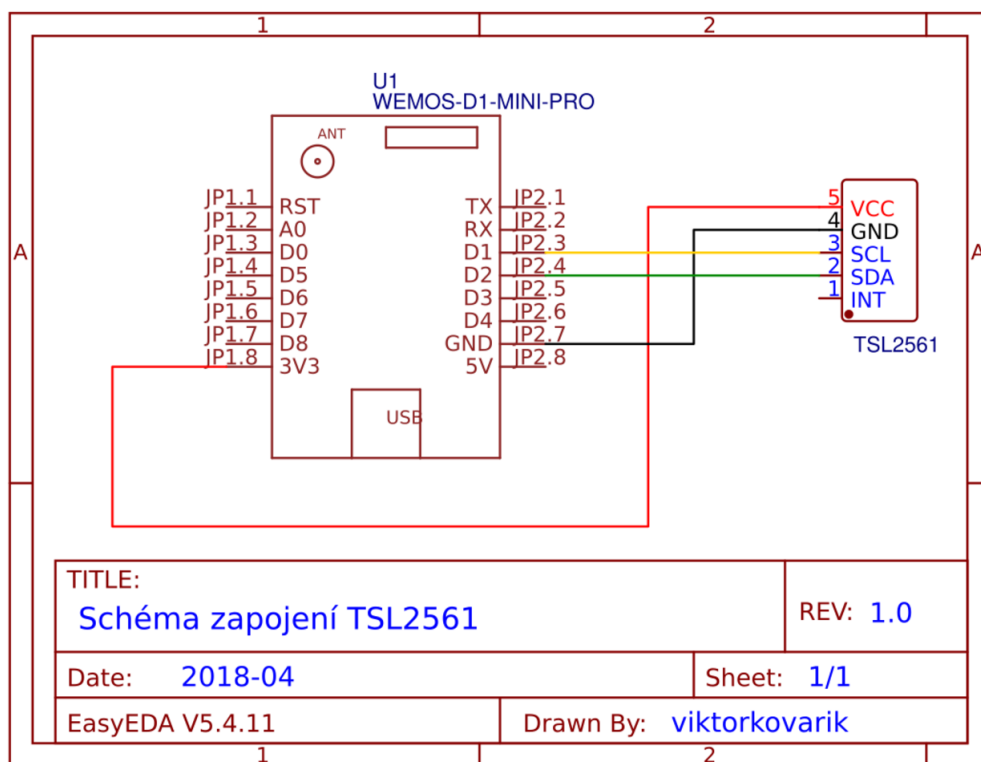 1 2
U1
WEMOS-D1-MINI-PRO
ANT
JP1.1 RST TX JP2.1
JP1.2 A0 RX JP2.2
JP1.3 D0 D1 JP2.3
JP1.4 D5 D2 JP2.4
JP1.5 D6 D3 JP2.5
JP1.6 D7 D4 JP2.6
JP1.7 D8 GND JP2.7
JP1.8 3V3 5V JP2.8
USB
5 VCC
4 GND
3 SCL
2 SDA
1 INT
TSL2561
A A
TITLE:
Schéma zapojení TSL2561
REV: 1.0
Date: 2018-04 Sheet: 1/1
EasyEDA V5.4.11 Drawn By: viktorkovarik
1 2